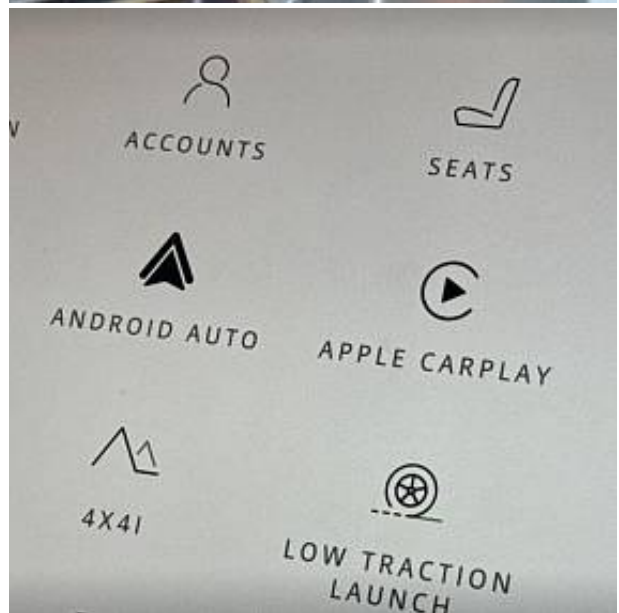 ACCOUNTS
SEATS
ANDROID AUTO
APPLE CARPLAY
4X4I
LOW TRACTION
LAUNCH